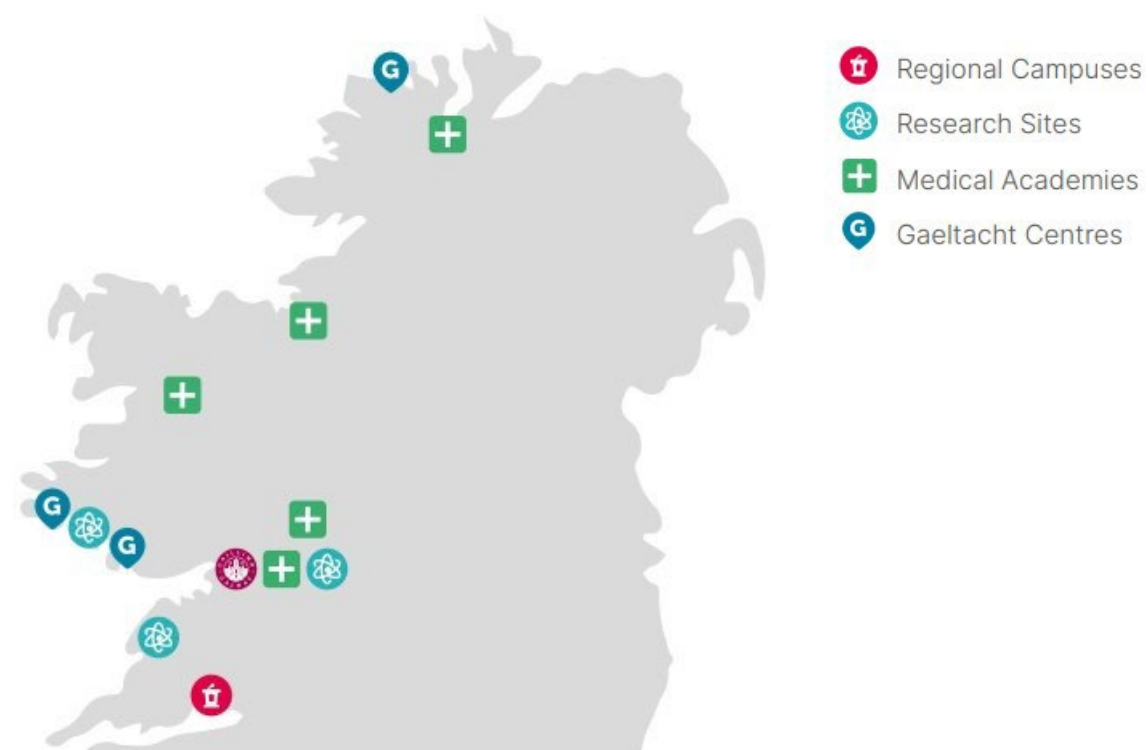 G
Regional Campuses
Research Sites
Medical Academies
G
Gaeltacht Centres
G
G